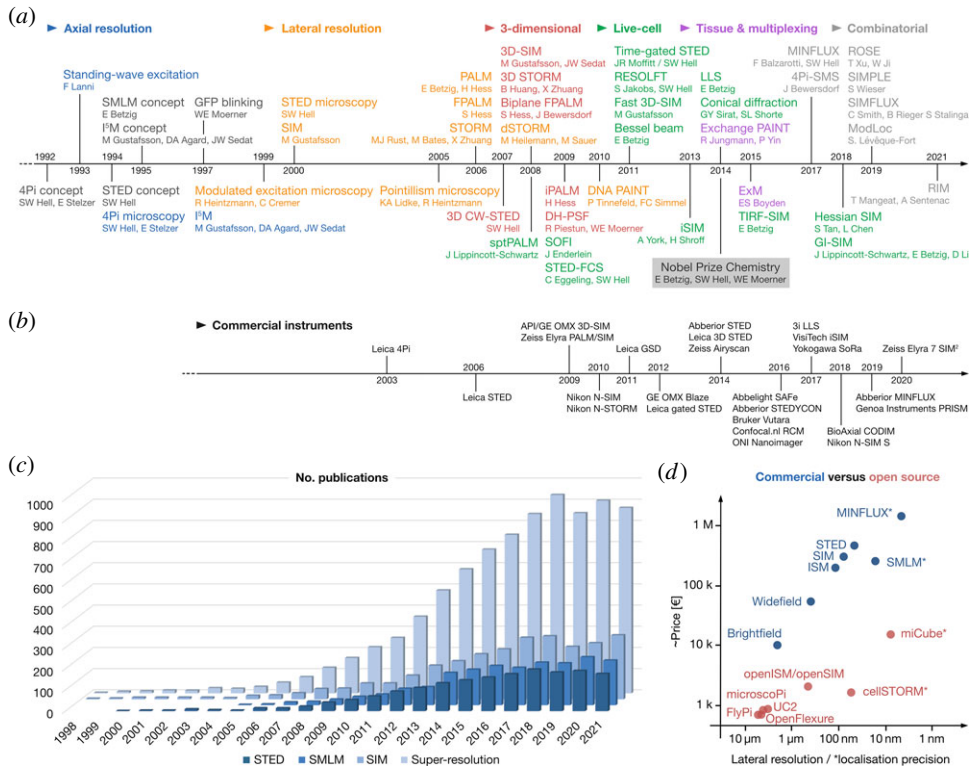 (a)
► Axial resolution
► Lateral resolution
► 3-dimensional
► Live-cell
► Tissue & multiplexing
► Combinatorial
Standing-wave excitation
F Lanni
SMLM concept
E Betzig
I⁵M concept
M Gustafsson, DA Agard, JW Sedat
GFP blinking
WE Moerner
STED microscopy
SW Hell
SIM
M Gustafsson
PALM
E Betzig, H Hess
FPALM
S Hess
STORM
MJ Rust, M Bates, X Zhuang
3D-SIM
M Gustafsson, JW Sedat
3D STORM
B Huang, X Zhuang
Biplane FPALM
S Hess, J Bewersdorf
dSTORM
M Heilemann, M Sauer
Time-gated STED
JR Moffitt / SW Hell
RESOLFT
S Jakobs, SW Hell
Fast 3D-SIM
M Gustafsson
Bessel beam
E Betzig
LLS
E Betzig
Conical diffraction
GY Sirat, SL Shorte
Exchange PAINT
R Jungmann, P Yin
MINFLUX
F Balzarotti, SW Hell
4Pi-SMS
J Bewersdorf
ROSE
T Xu, W Ji
SIMPLE
S Wieser
SIMFLUX
C Smith, B Rieger S Stalinga
ModLoc
S. Lévêque-Fort
1992
1994
1997
1999
2005
2007
2009
2011
2013
2015
2017
2019
2021
1993
1995
2000
2006
2008
2010
2014
2018
4Pi concept
SW Hell, E Stelzer
STED concept
SW Hell
4Pi microscopy
SW Hell, E Stelzer
Modulated excitation microscopy
R Heintzmann, C Cremer
I⁵M
M Gustafsson, DA Agard, JW Sedat
Pointillism microscopy
KA Lidke, R Heintzmann
3D CW-STED
SW Hell
sptPALM
J Lippincott-Schwartz
iPALM
H Hess
DH-PSF
R Piestun, WE Moerner
SOFI
J Enderlein
STED-FCS
C Eggeling, SW Hell
DNA PAINT
P Tinnefeld, FC Simmel
iSIM
A York, H Shroff
Nobel Prize Chemistry
E Betzig, SW Hell, WE Moerner
ExM
ES Boyden
TIRF-SIM
E Betzig
Hessian SIM
S Tan, L Chen
GI-SIM
J Lippincott-Schwartz, E Betzig, D Li
RIM
T Mangeat, A Sentenac
(b)
► Commercial instruments
Leica 4Pi
2003
2006
Leica STED
API/GE OMX 3D-SIM
Zeiss Elyra PALM/SIM
2009
2010
Nikon N-SIM
Nikon N-STORM
Leica GSD
2011
2012
GE OMX Blaze
Leica gated STED
Abberior STED
Leica 3D STED
Zeiss Airyscan
2014
2016
Abbelight SAFe
Abberior STEDYCON
Bruker Vutara
Confocal.nl RCM
ONI Nanoimager
3i LLS
VisiTech iSIM
Yokogawa SoRa
2017
2018
BioAxial CODIM
Nikon N-SIM S
2019
Abberior MINFLUX
Genoa Instruments PRISM
Zeiss Elyra 7 SIM²
2020
(c)
No. publications
1000
900
800
700
600
500
400
300
200
100
0
1998
1999
2000
2001
2002
2003
2004
2005
2006
2007
2008
2009
2010
2011
2012
2013
2014
2015
2016
2017
2018
2019
2020
2021
STED
SMLM
SIM
Super-resolution
(d)
Commercial versus open source
~Price [€]
1 M
100 k
10 k
1 k
MINFLUX*
STED
SIM
ISM
SMLM*
Widefield
Brightfield
miCube*
openISM/openSIM
cellSTORM*
microscoPi
UC2
FlyPi
OpenFlexure
10 µm
1 µm
100 nm
10 nm
1 nm
Lateral resolution / *localisation precision